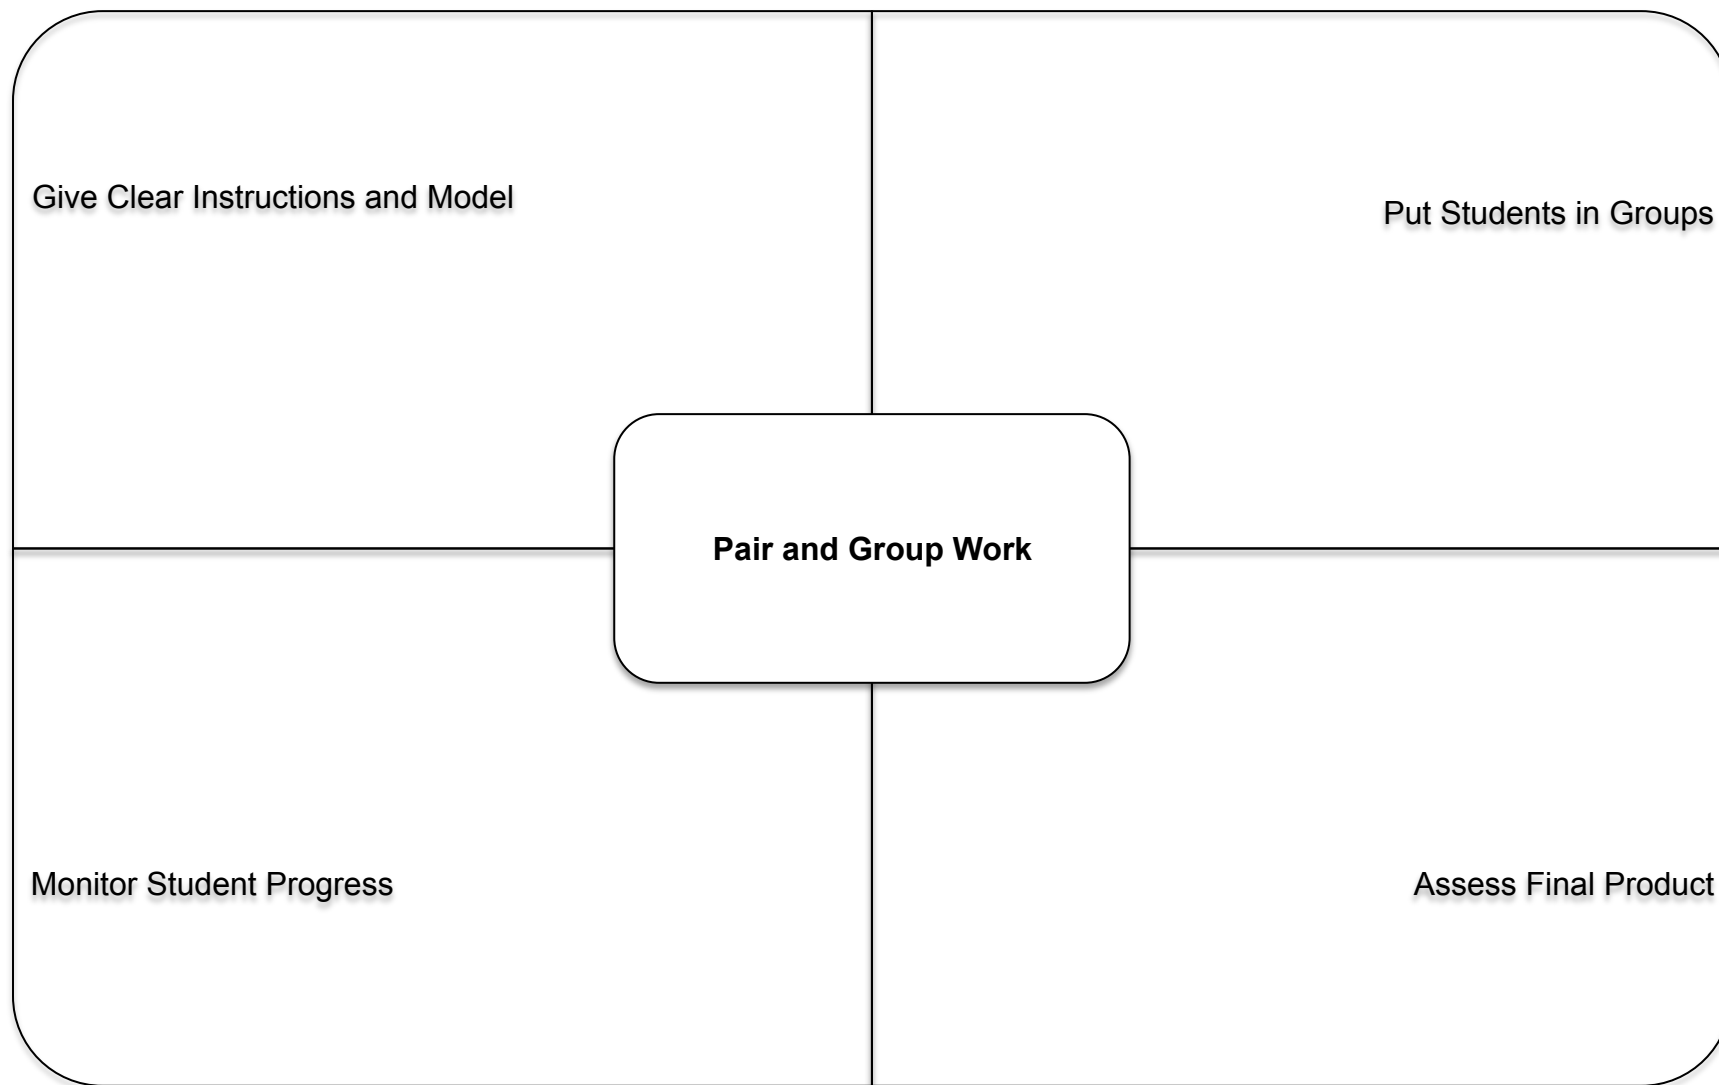 Give Clear Instructions and Model
Put Students in Groups
Pair and Group Work
Monitor Student Progress
Assess Final Product